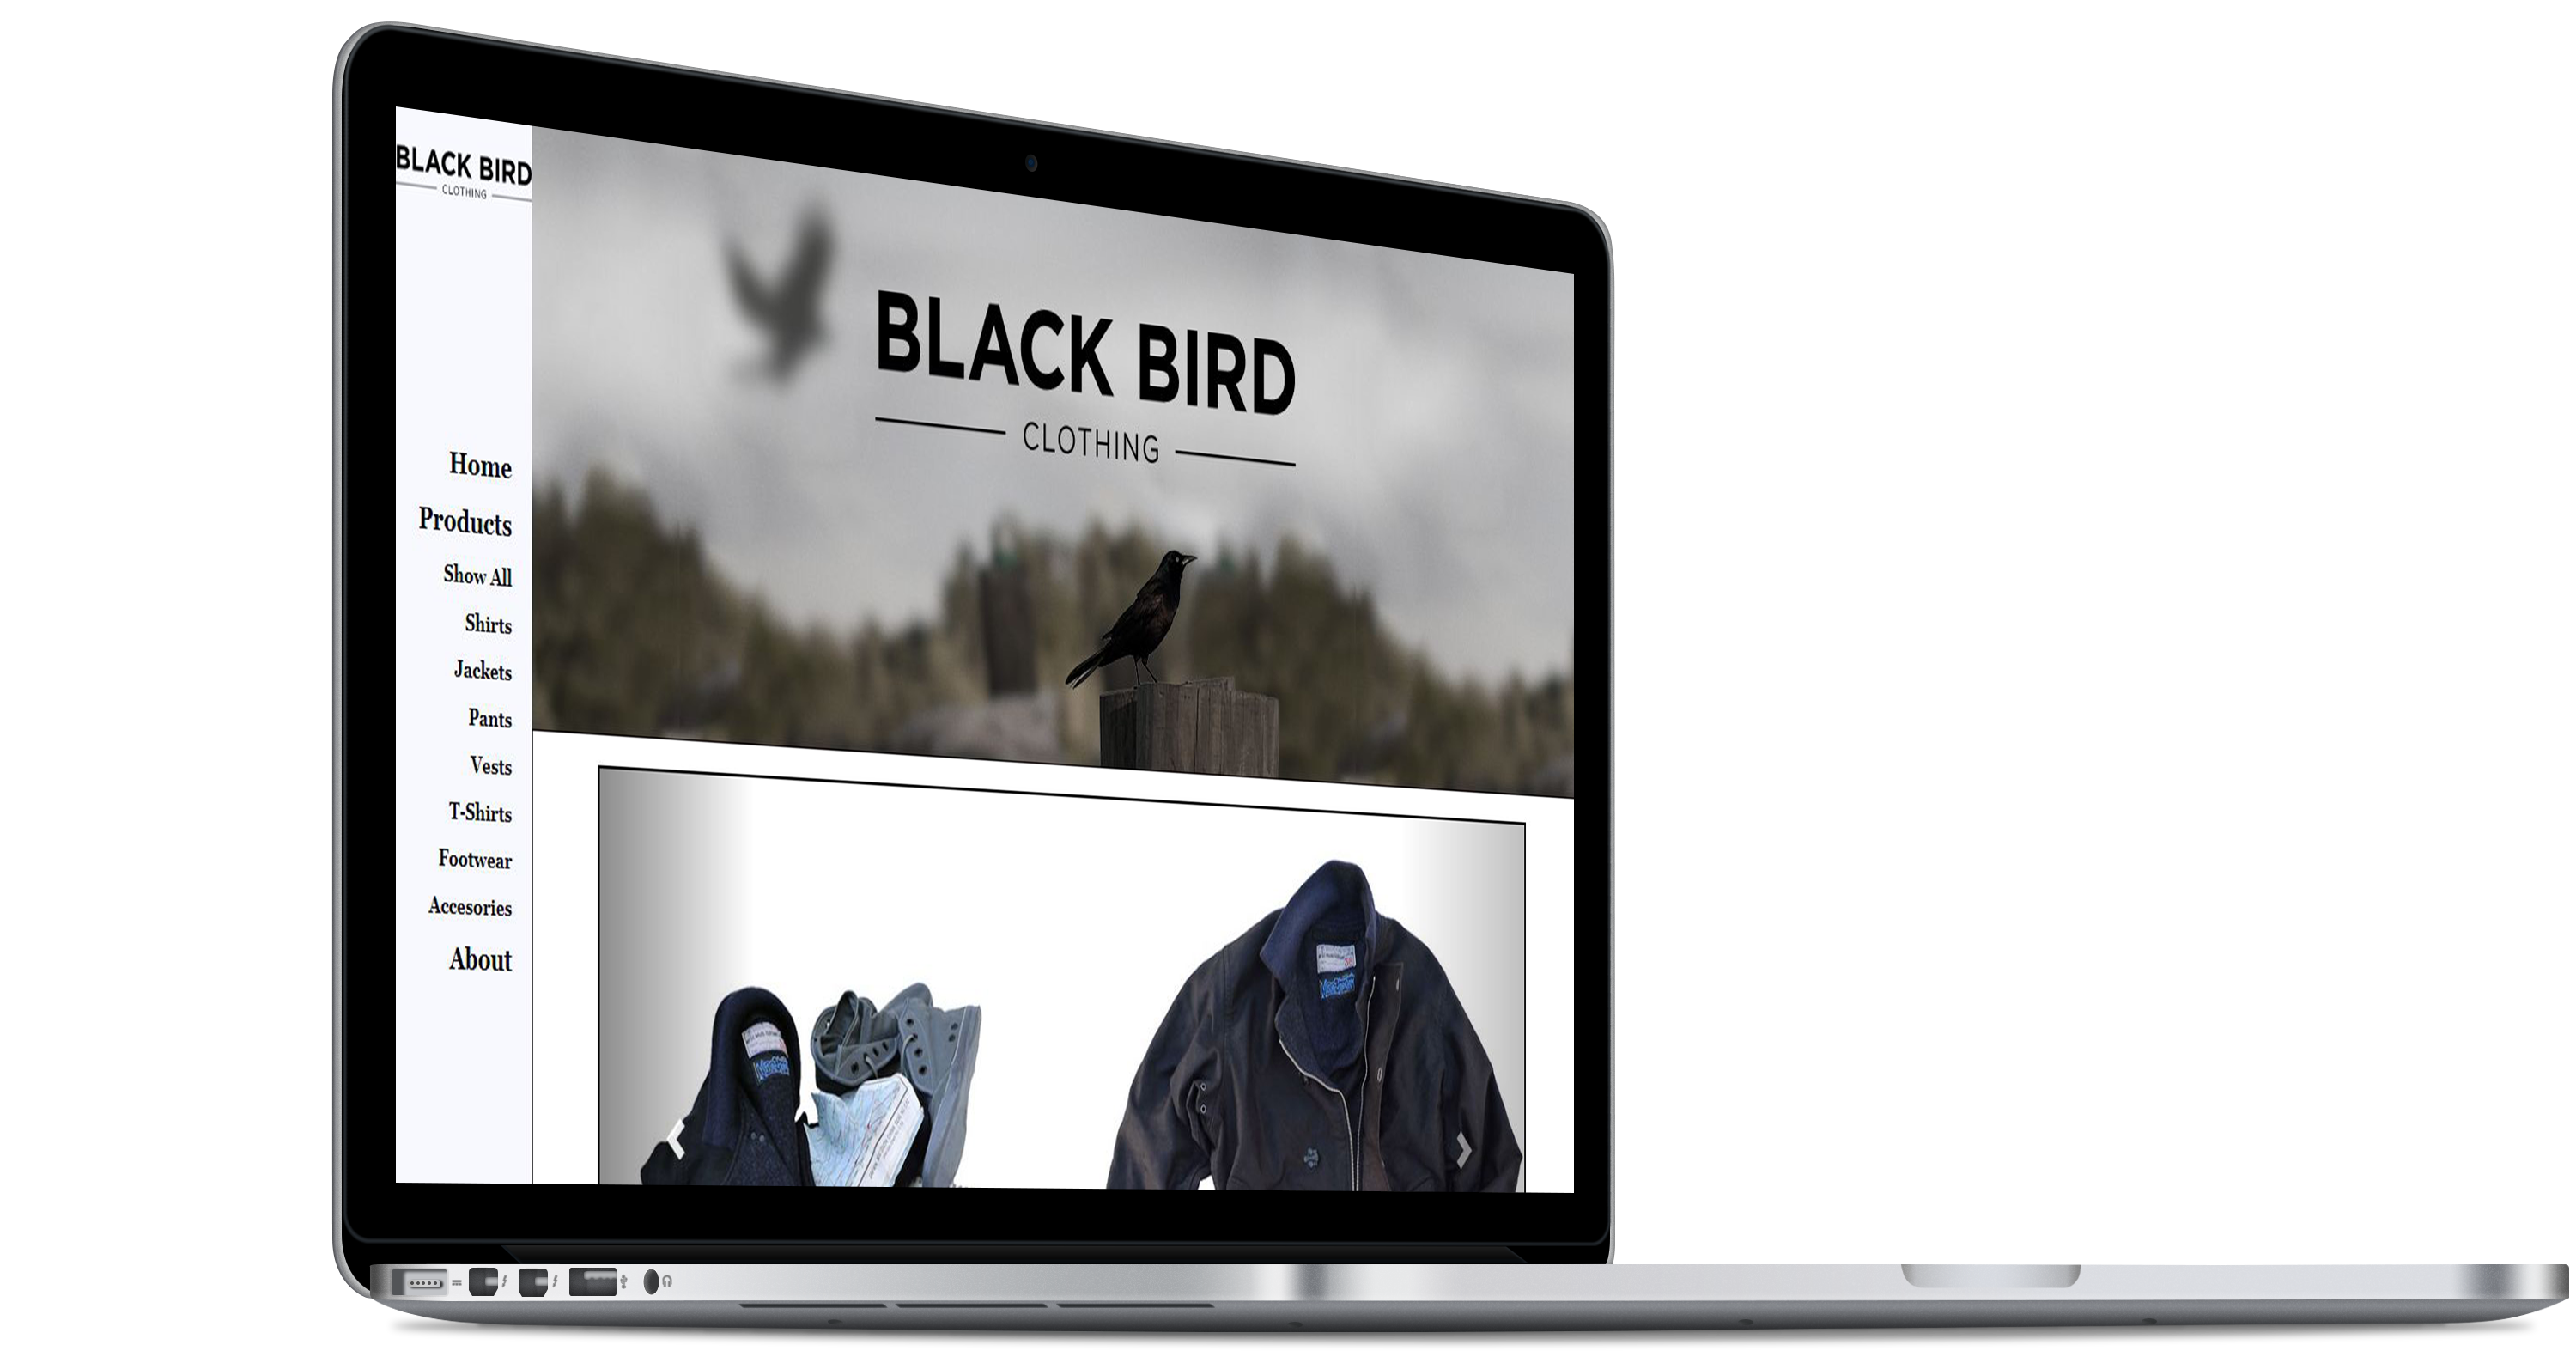 BLACK BIRD
CLOTHING
Home
Products
Show All
Shirts
Jackets
Pants
Vests
T-Shirts
Footwear
Accesories
About
BLACK BIRD
CLOTHING